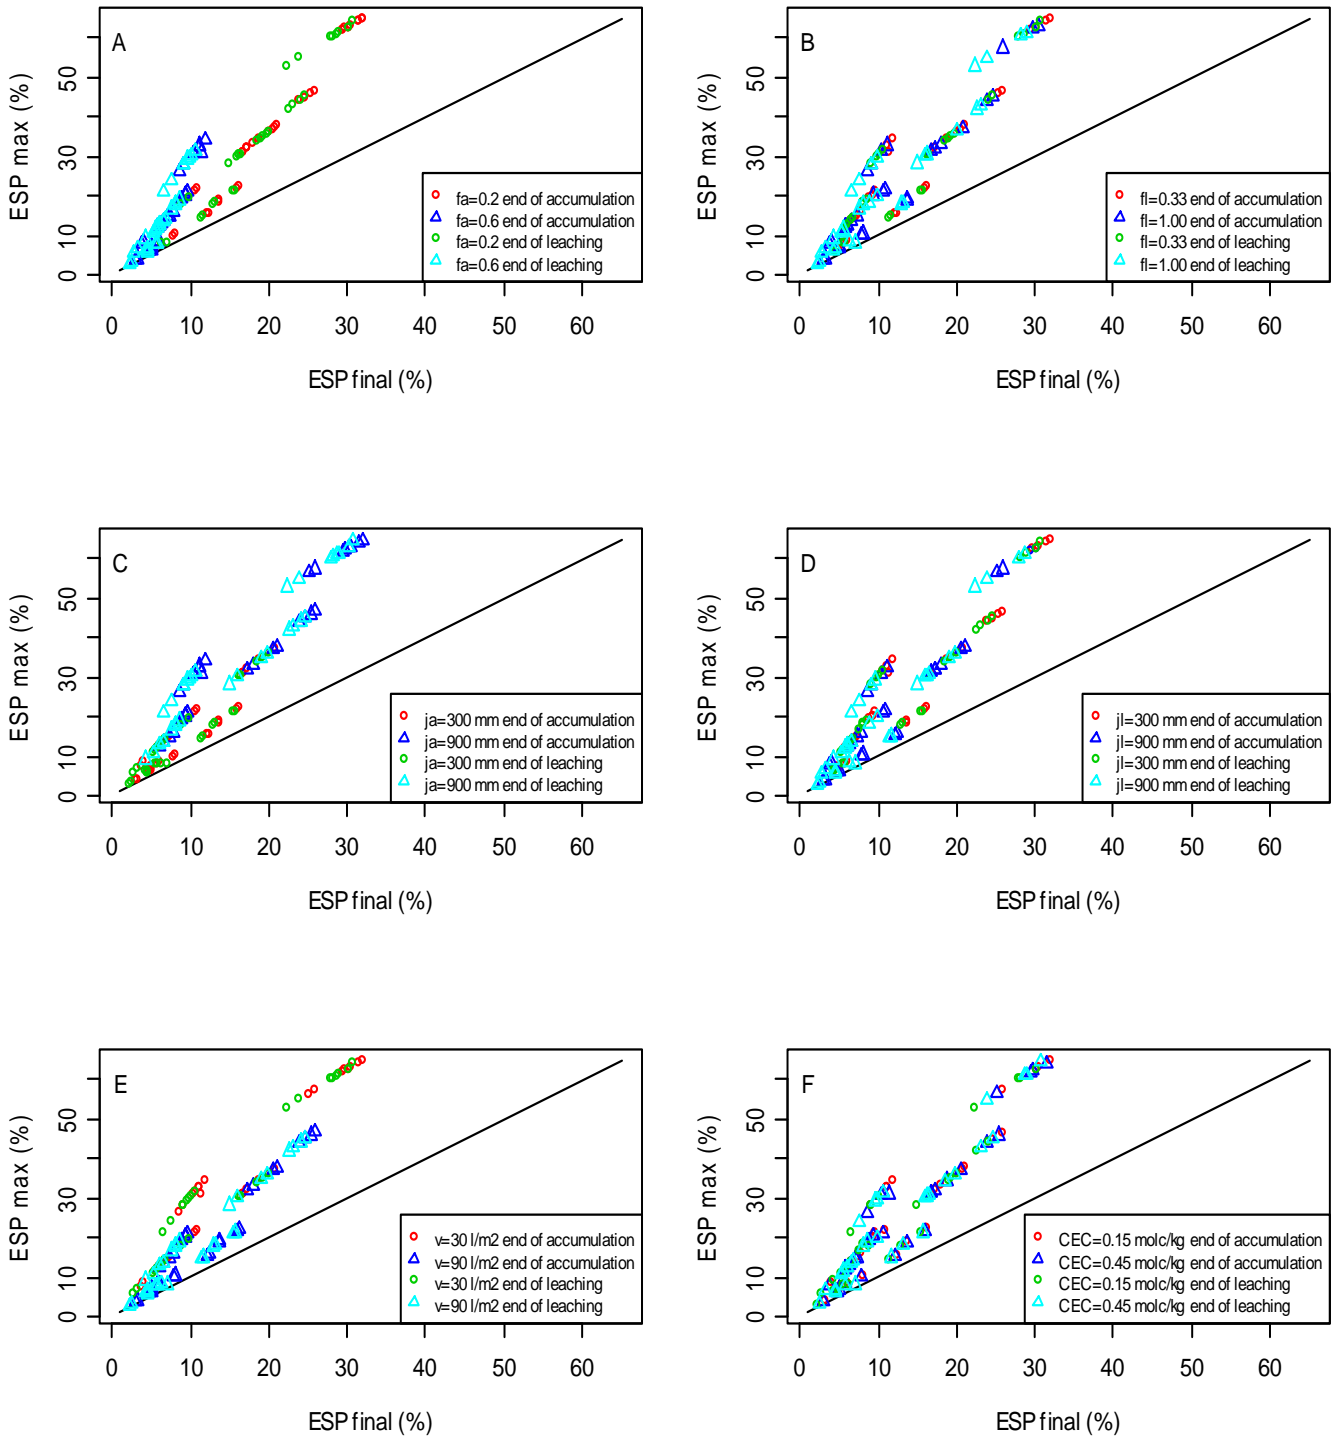 A
ESP max (%)
0 10 30 50
0 10 20 30 40 50 60
ESP final (%)
fa=0.2 end of accumulation
fa=0.6 end of accumulation
fa=0.2 end of leaching
fa=0.6 end of leaching
B
ESP max (%)
0 10 30 50
0 10 20 30 40 50 60
ESP final (%)
fl=0.33 end of accumulation
fl=1.00 end of accumulation
fl=0.33 end of leaching
fl=1.00 end of leaching
C
ESP max (%)
0 10 30 50
0 10 20 30 40 50 60
ESP final (%)
ja=300 mm end of accumulation
ja=900 mm end of accumulation
ja=300 mm end of leaching
ja=900 mm end of leaching
D
ESP max (%)
0 10 30 50
0 10 20 30 40 50 60
ESP final (%)
jl=300 mm end of accumulation
jl=900 mm end of accumulation
jl=300 mm end of leaching
jl=900 mm end of leaching
E
ESP max (%)
0 10 30 50
0 10 20 30 40 50 60
ESP final (%)
v=30 l/m2 end of accumulation
v=90 l/m2 end of accumulation
v=30 l/m2 end of leaching
v=90 l/m2 end of leaching
F
ESP max (%)
0 10 30 50
0 10 20 30 40 50 60
ESP final (%)
CEC=0.15 molc/kg end of accumulation
CEC=0.45 molc/kg end of accumulation
CEC=0.15 molc/kg end of leaching
CEC=0.45 molc/kg end of leaching